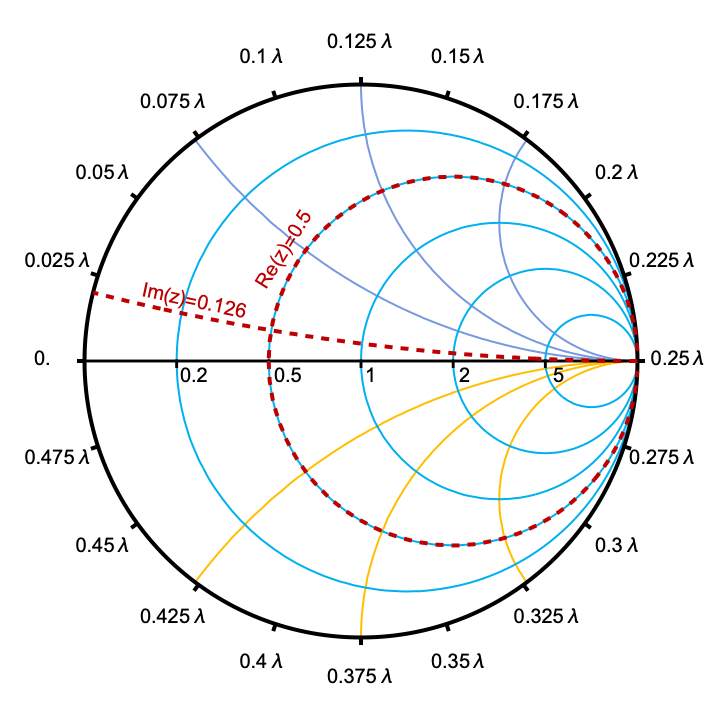 0.125 λ
0.1 λ
0.15 λ
0.075 λ
0.175 λ
0.05 λ
0.2 λ
Re(z)=0.5
0.025 λ
0.225 λ
Im(z)=0.126
0.
0.25 λ
0.2
0.5
1
2
5
0.475 λ
0.275 λ
0.45 λ
0.3 λ
0.425 λ
0.325 λ
0.4 λ
0.35 λ
0.375 λ